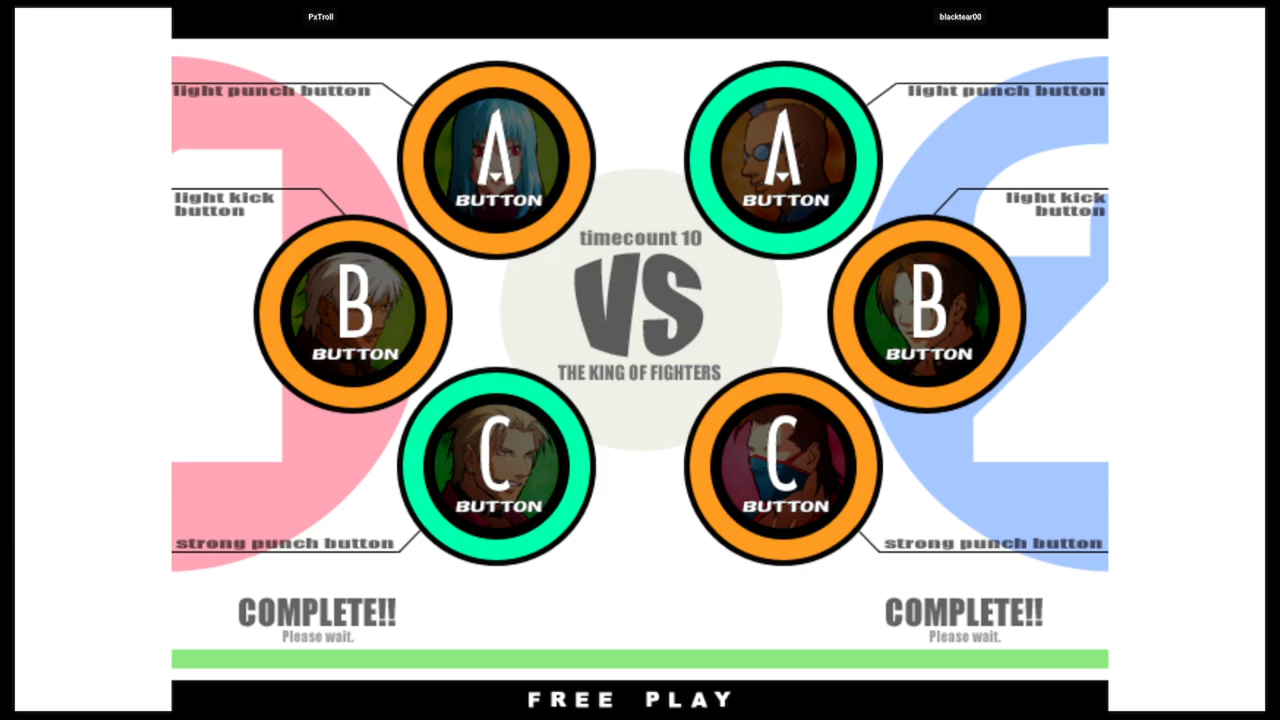 PxTroll
blacktear00
light punch button
light punch button
A
BUTTON
A
BUTTON
light kick
button
light kick
button
timecount 10
VS
THE KING OF FIGHTERS
1
2
B
BUTTON
B
BUTTON
C
BUTTON
C
BUTTON
strong punch button
strong punch button
COMPLETE!!
Please wait.
COMPLETE!!
Please wait.
FREE PLAY